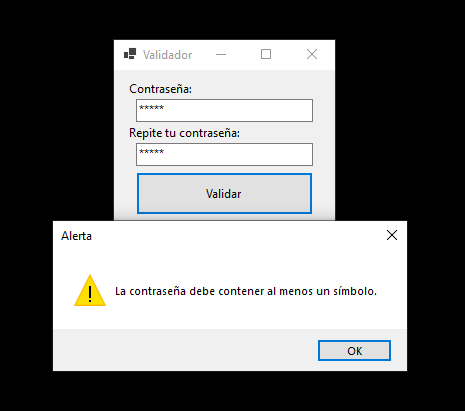 Validador
Contraseña:
*****
Repite tu contraseña:
*****
Validar
Alerta
La contraseña debe contener al menos un símbolo.
OK